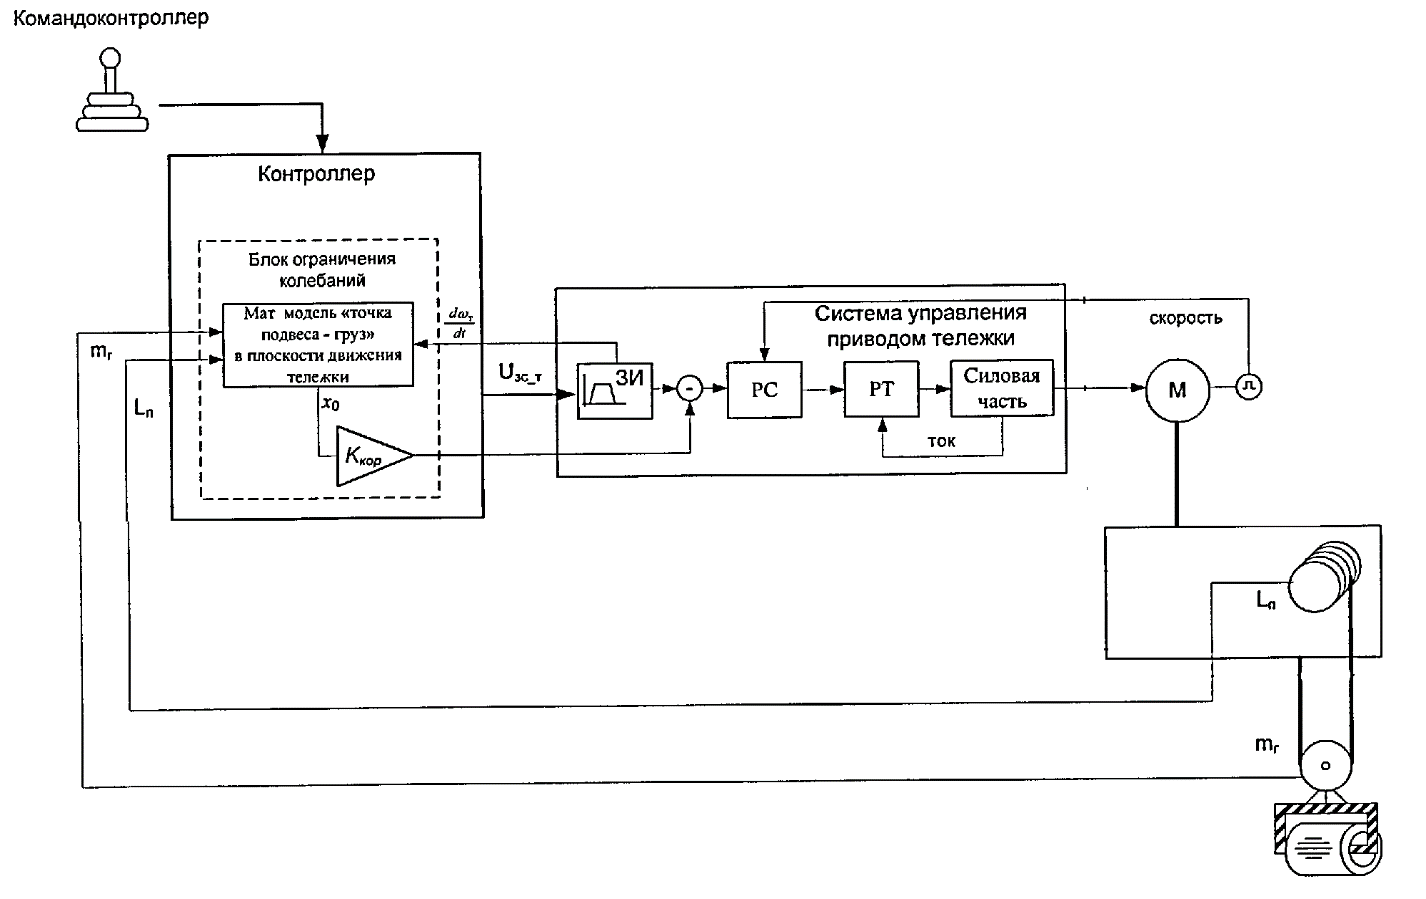 Командоконтроллер
Контроллер
Блок ограничения
колебаний
Мат модель «точка
подвеса - груз»
в плоскости движения
тележки
dωт
dt
mг
Lп
x0
Kкор
Uзс_т
Система управления
приводом тележки
ЗИ
-
РС
РТ
Силовая
часть
ток
скорость
М
Lп
mг